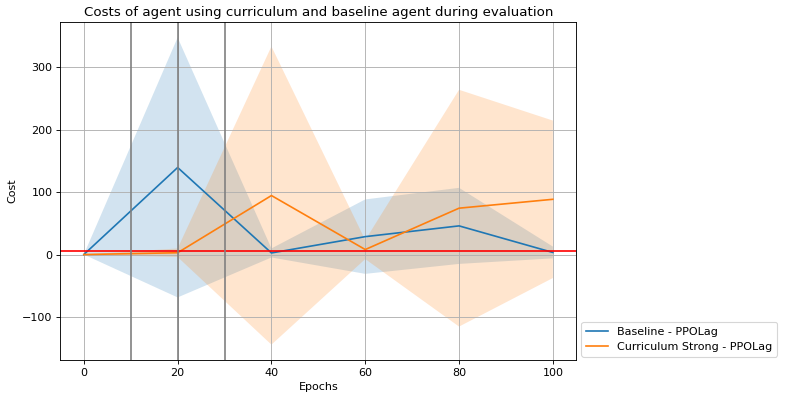 Costs of agent using curriculum and baseline agent during evaluation
300
200
100
0
−100
Cost
0 20 40 60 80 100
Epochs
Baseline - PPOLag
Curriculum Strong - PPOLag